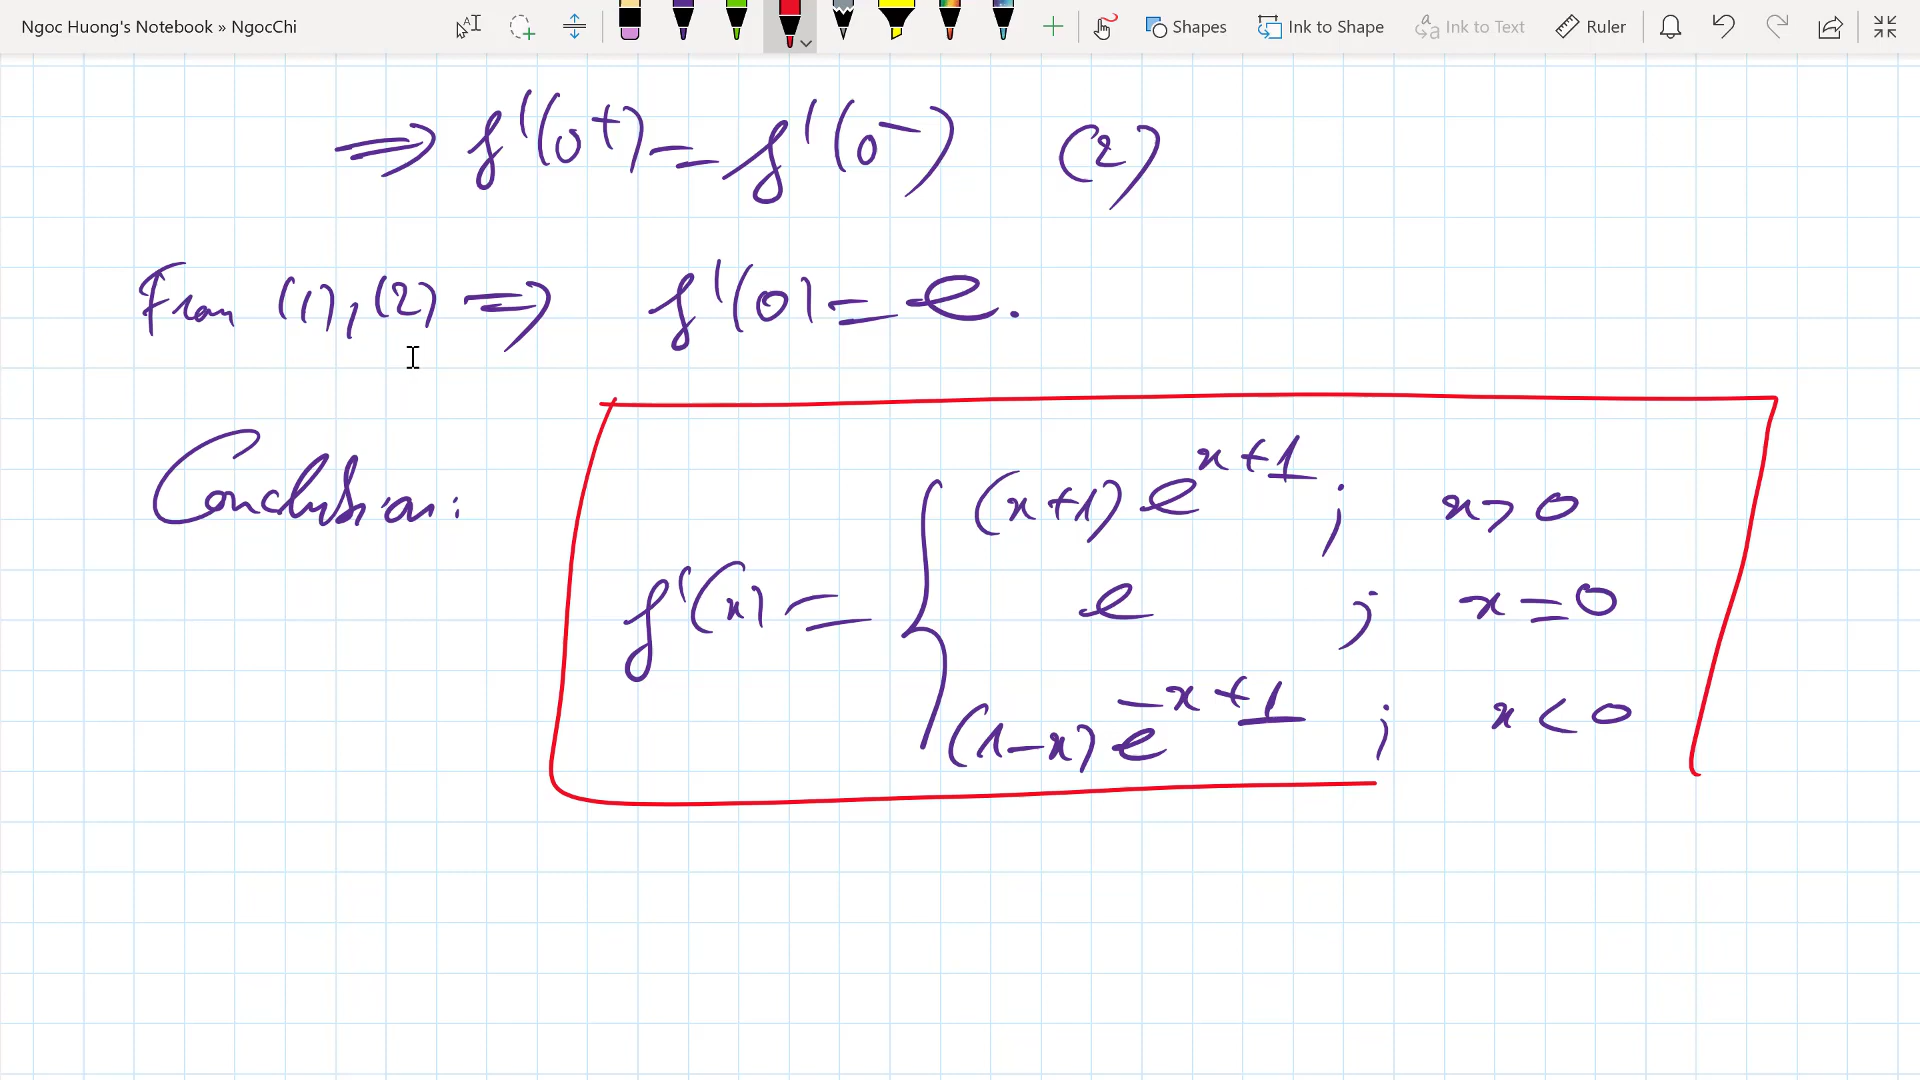 Ngoc Huong's Notebook » NgocChi
Shapes
Ink to Shape
Ink to Text
Ruler
⟹ f'(0⁺) = f'(0⁻) (2)
From (1), (2) ⟹ f'(0) = e.
Conclusion:
(x+1) e^{x+1} ; x > 0
f'(x) = { e ; x = 0
(1-x) e^{-x+1} ; x < 0